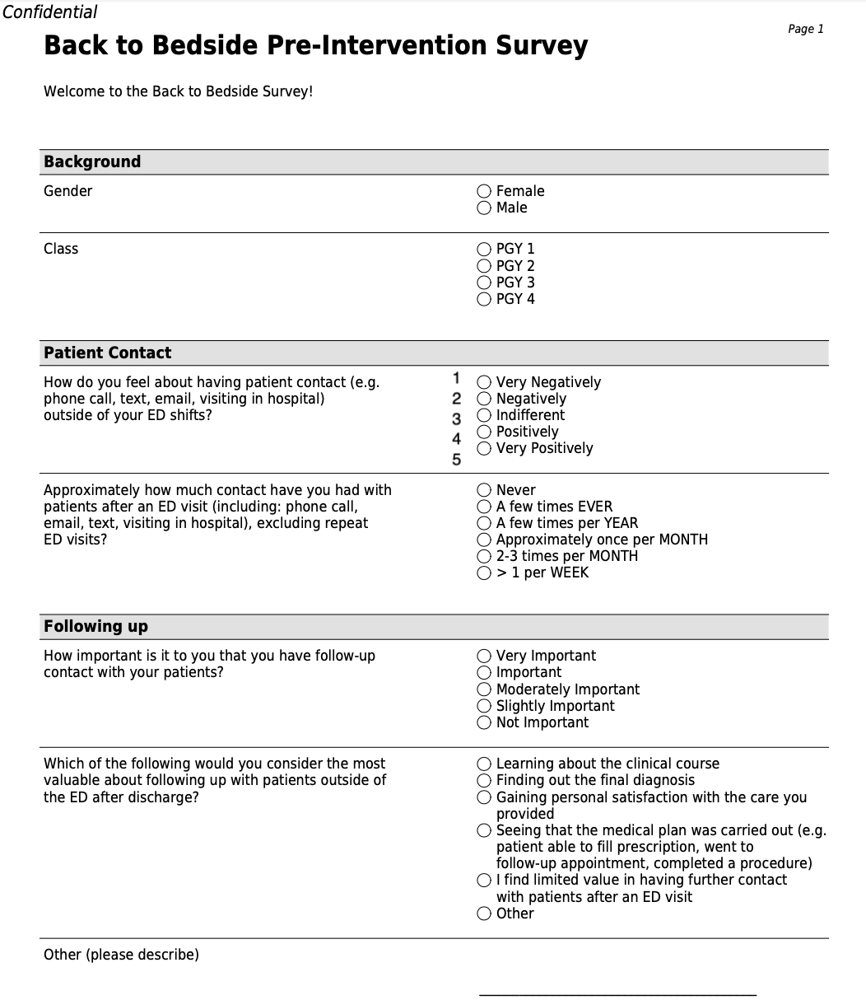 Confidential
Page 1
Back to Bedside Pre-Intervention Survey
Welcome to the Back to Bedside Survey!
Background
Gender
Female
Male
Class
PGY 1
PGY 2
PGY 3
PGY 4
Patient Contact
How do you feel about having patient contact (e.g.
phone call, text, email, visiting in hospital)
outside of your ED shifts?
1 Very Negatively
2 Negatively
3 Indifferent
4 Positively
5 Very Positively
Approximately how much contact have you had with
patients after an ED visit (including: phone call,
email, text, visiting in hospital), excluding repeat
ED visits?
Never
A few times EVER
A few times per YEAR
Approximately once per MONTH
2-3 times per MONTH
> 1 per WEEK
Following up
How important is it to you that you have follow-up
contact with your patients?
Very Important
Important
Moderately Important
Slightly Important
Not Important
Which of the following would you consider the most
valuable about following up with patients outside of
the ED after discharge?
Learning about the clinical course
Finding out the final diagnosis
Gaining personal satisfaction with the care you
provided
Seeing that the medical plan was carried out (e.g.
patient able to fill prescription, went to
follow-up appointment, completed a procedure)
I find limited value in having further contact
with patients after an ED visit
Other
Other (please describe)